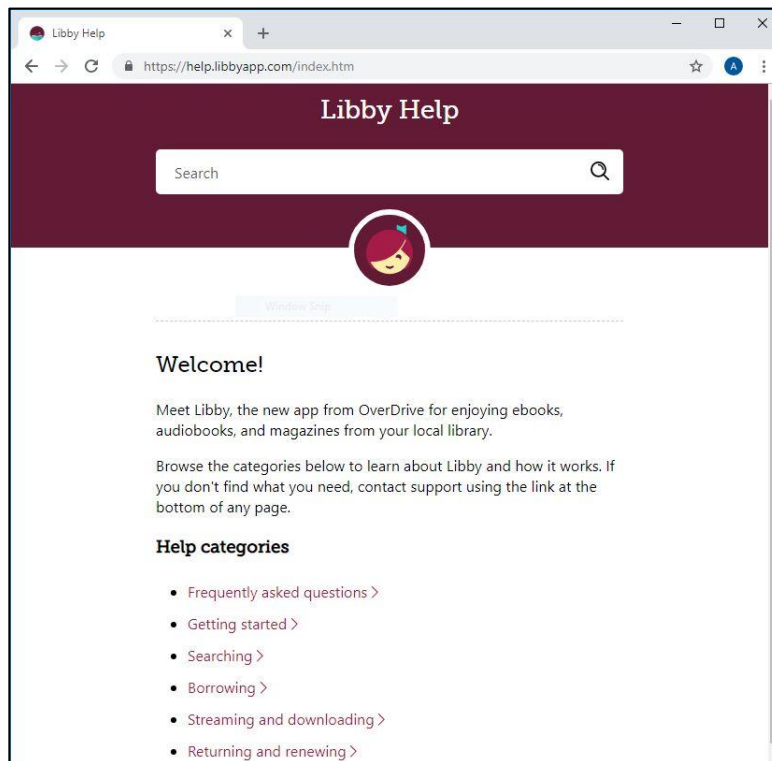 Libby Help
https://help.libbyapp.com/index.htm
A
Libby Help
Search
Window Snip
Welcome!
Meet Libby, the new app from OverDrive for enjoying ebooks,
audiobooks, and magazines from your local library.
Browse the categories below to learn about Libby and how it works. If
you don't find what you need, contact support using the link at the
bottom of any page.
Help categories
Frequently asked questions
Getting started
Searching
Borrowing
Streaming and downloading
Returning and renewing